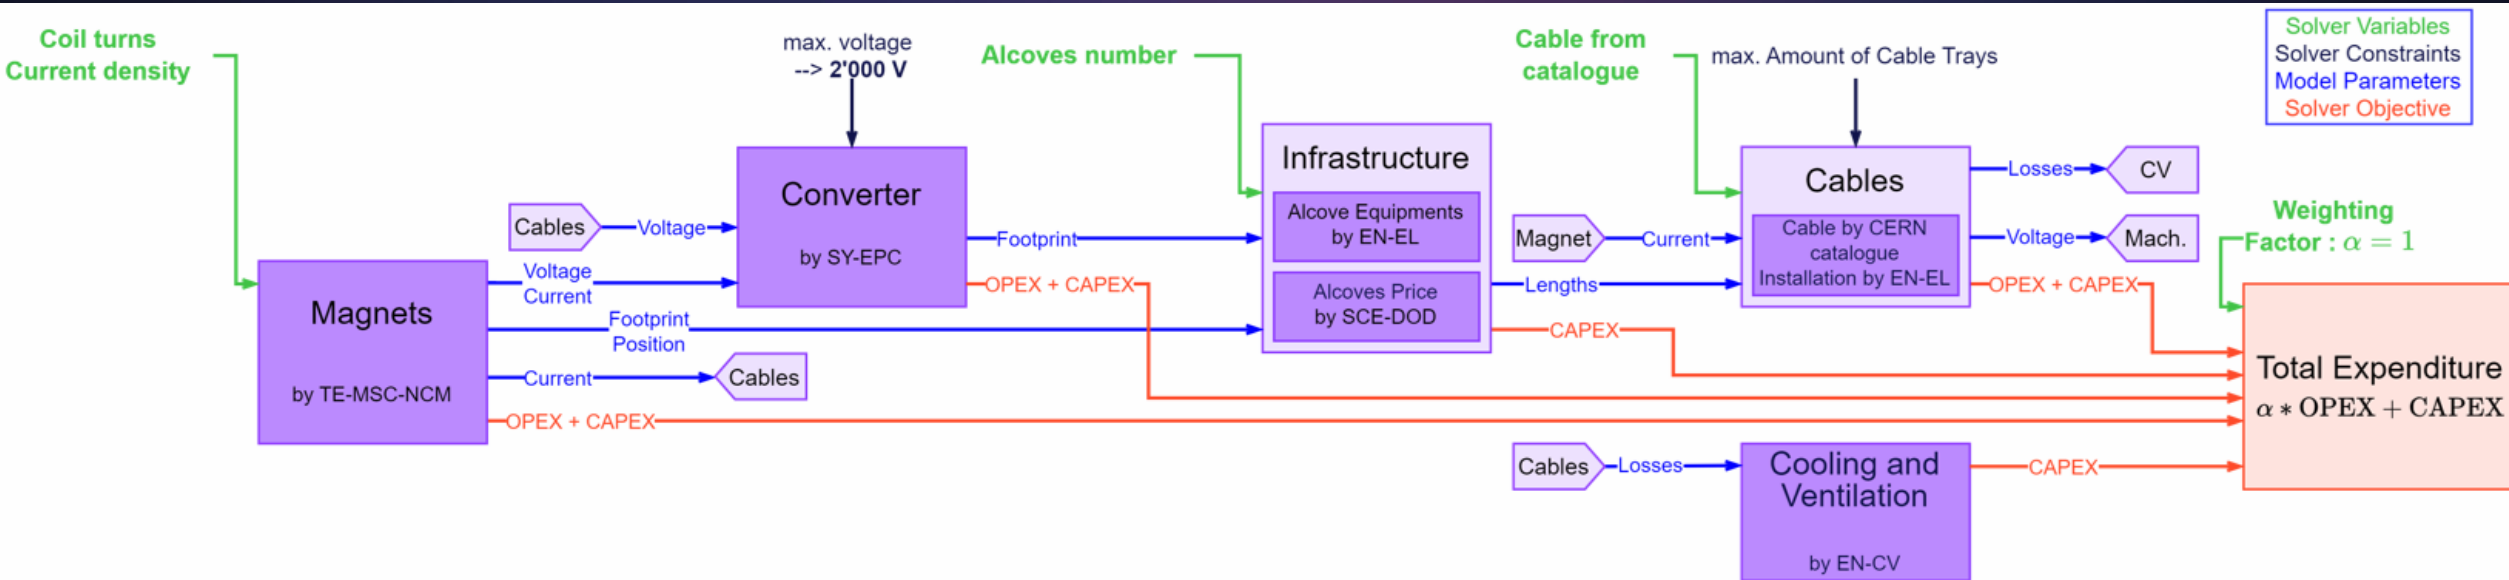 Coil turns
Current density
max. voltage
--> 2'000 V
Alcoves number
Cable from
catalogue
max. Amount of Cable Trays
Solver Variables
Solver Constraints
Model Parameters
Solver Objective
Magnets
by TE-MSC-NCM
Cables
Voltage
Voltage
Current
Footprint
Position
Current
Cables
OPEX + CAPEX
Converter
by SY-EPC
Footprint
OPEX + CAPEX
Infrastructure
Alcove Equipments
by EN-EL
Alcoves Price
by SCE-DOD
Magnet
Current
Lengths
CAPEX
Cables
Cable by CERN
catalogue
Installation by EN-EL
Losses
CV
Voltage
Mach.
OPEX + CAPEX
Weighting
Factor : α = 1
Total Expenditure
α ∗ OPEX + CAPEX
Cables
Losses
Cooling and
Ventilation
by EN-CV
CAPEX